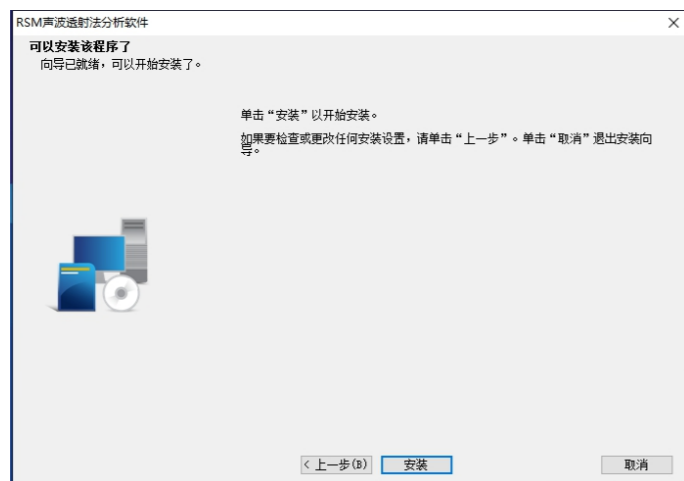 RSM声波透射法分析软件
可以安装该程序了
向导已就绪，可以开始安装了。
单击“安装”以开始安装。
如果要检查或更改任何安装设置，请单击“上一步”。单击“取消”退出安装向
导。
< 上一步(B)
安装
取消